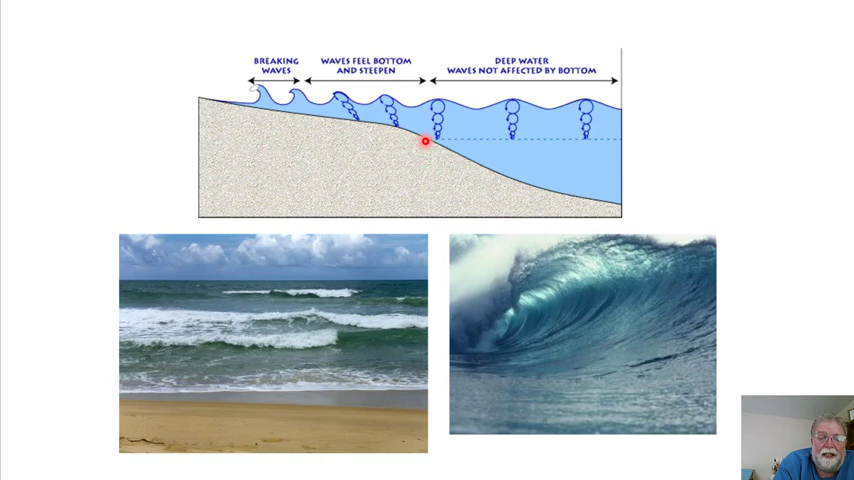 BREAKING
WAVES
WAVES FEEL BOTTOM
AND STEEPEN
DEEP WATER
WAVES NOT AFFECTED BY BOTTOM